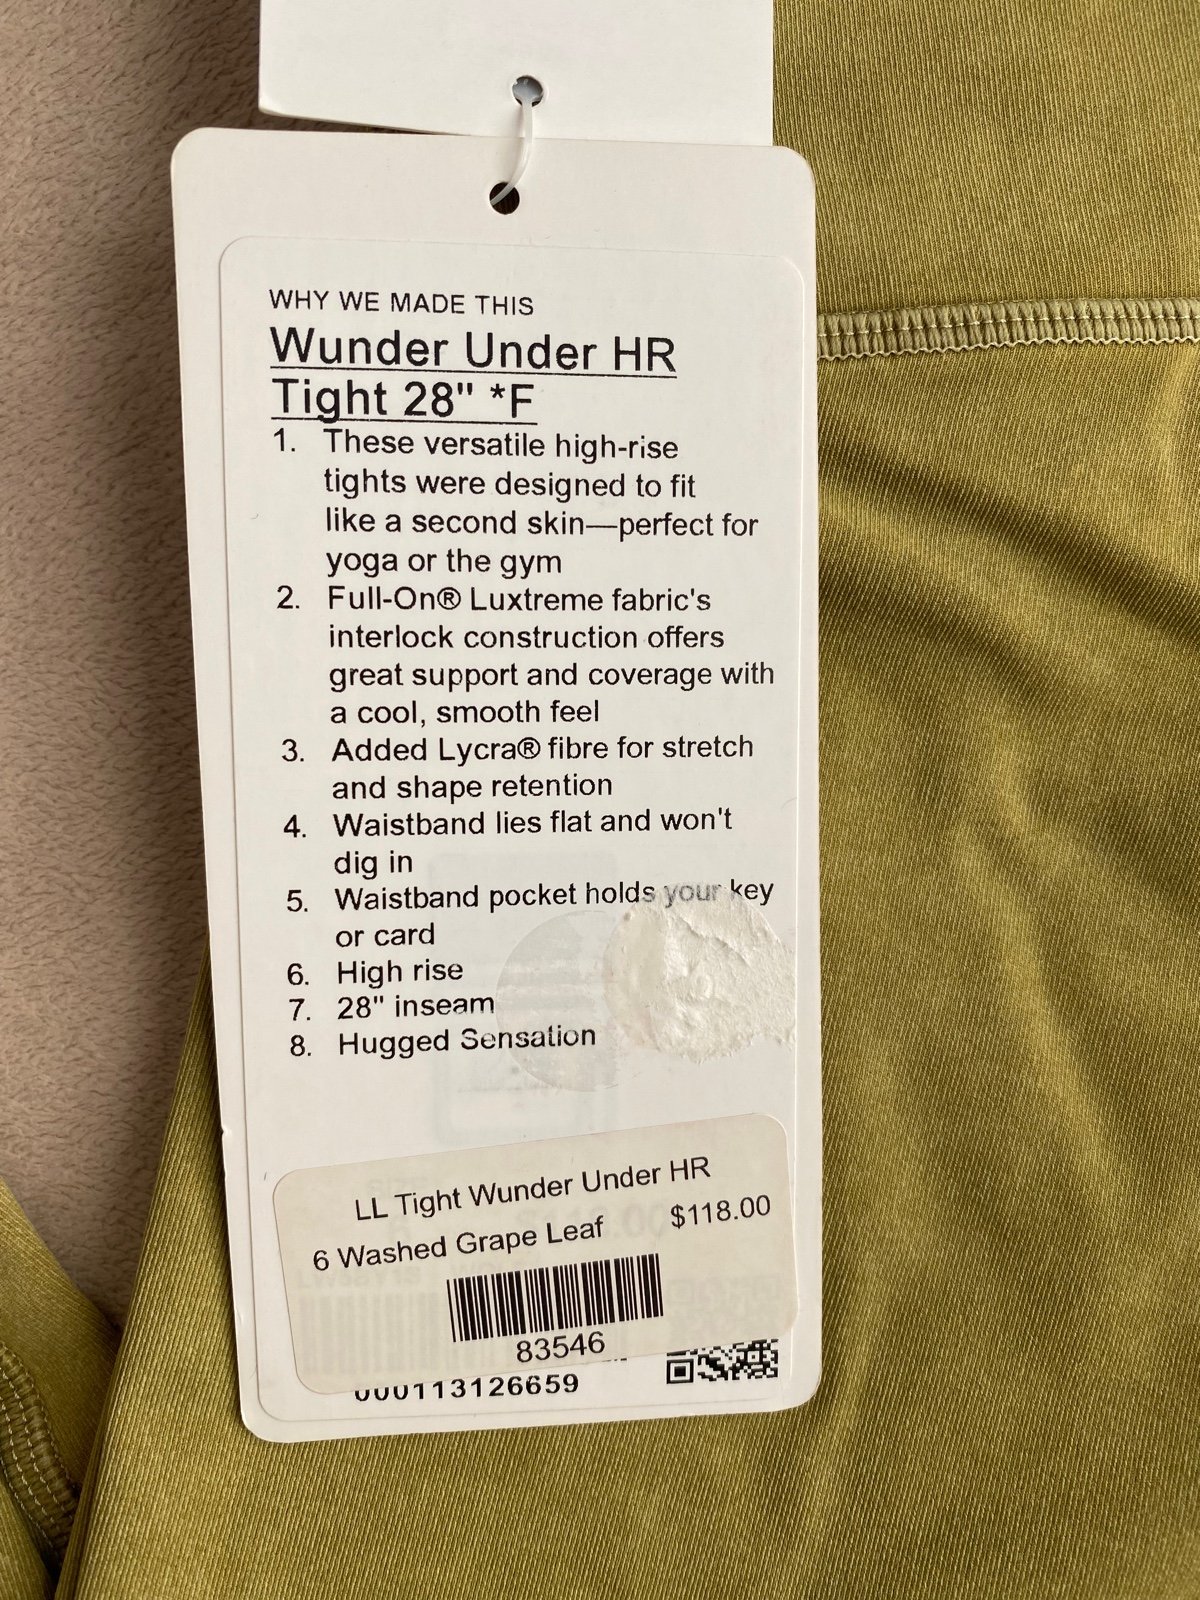 WHY WE MADE THIS
Wunder Under HR
Tight 28" *F
1. These versatile high-rise
tights were designed to fit
like a second skin—perfect for
yoga or the gym
2. Full-On® Luxtreme fabric's
interlock construction offers
great support and coverage with
a cool, smooth feel
3. Added Lycra® fibre for stretch
and shape retention
4. Waistband lies flat and won't
dig in
5. Waistband pocket holds your key
or card
6. High rise
7. 28" inseam
8. Hugged Sensation
LL Tight Wunder Under HR
6 Washed Grape Leaf $118.00
83546
000113126659